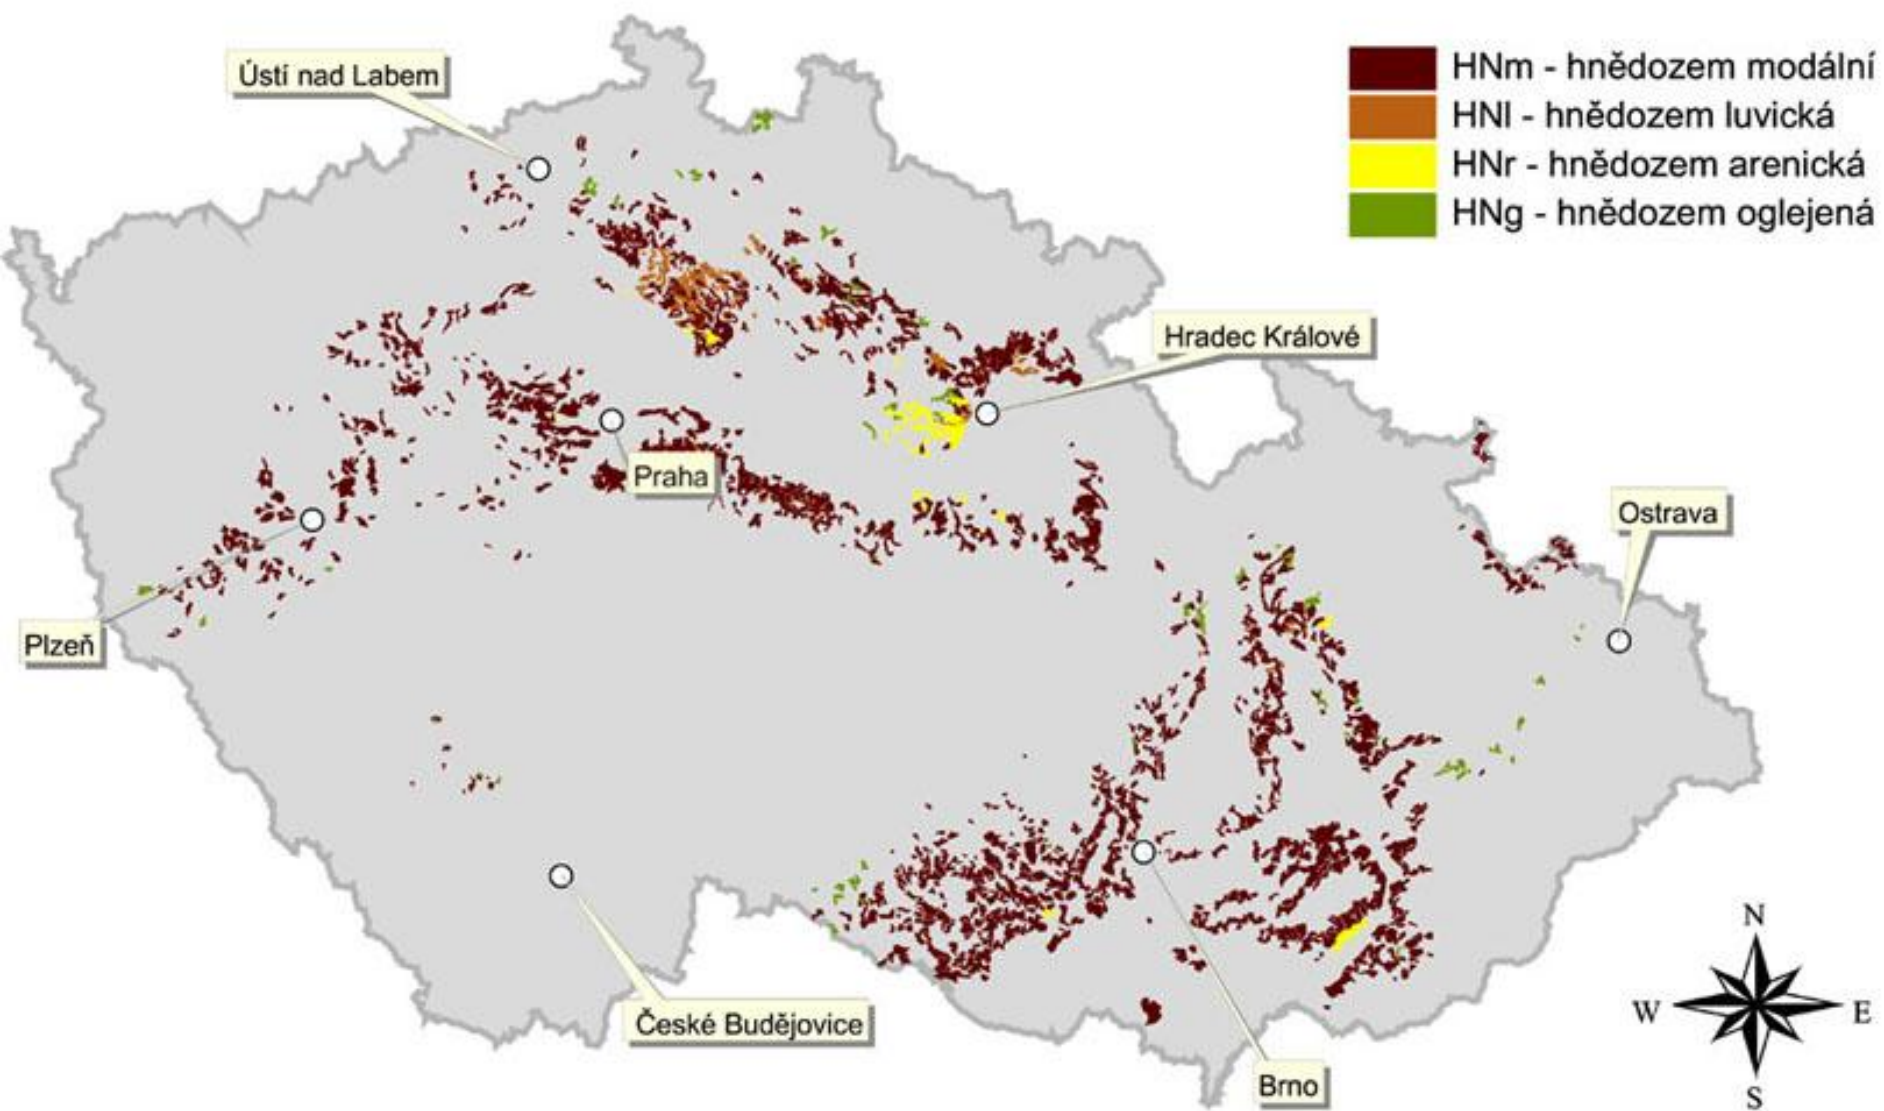 Ústí nad Labem
HNm - hnědozem modální
HNl - hnědozem luvická
HNr - hnědozem arenická
HNg - hnědozem oglejená
Hradec Králové
Praha
Ostrava
Plzeň
České Budějovice
Brno
N
W
E
S